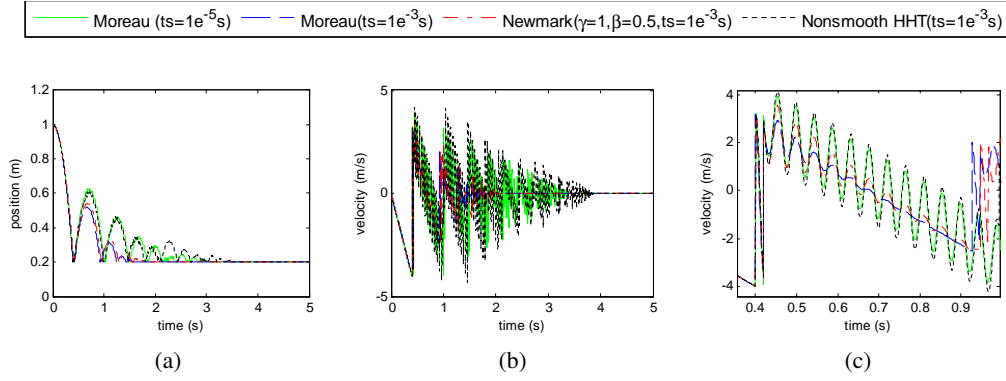 Moreau (ts=1e⁻⁵s) Moreau(ts=1e⁻³s) Newmark(γ=1,β=0.5,ts=1e⁻³s) Nonsmooth HHT(ts=1e⁻³s)
position (m)
1.2
1
0.8
0.6
0.4
0.2
0
0 1 2 3 4 5
time (s)
(a)
velocity (m/s)
5
0
-5
0 1 2 3 4 5
time (s)
(b)
velocity (m/s)
4
2
0
-2
-4
0.4 0.5 0.6 0.7 0.8 0.9
time (s)
(c)